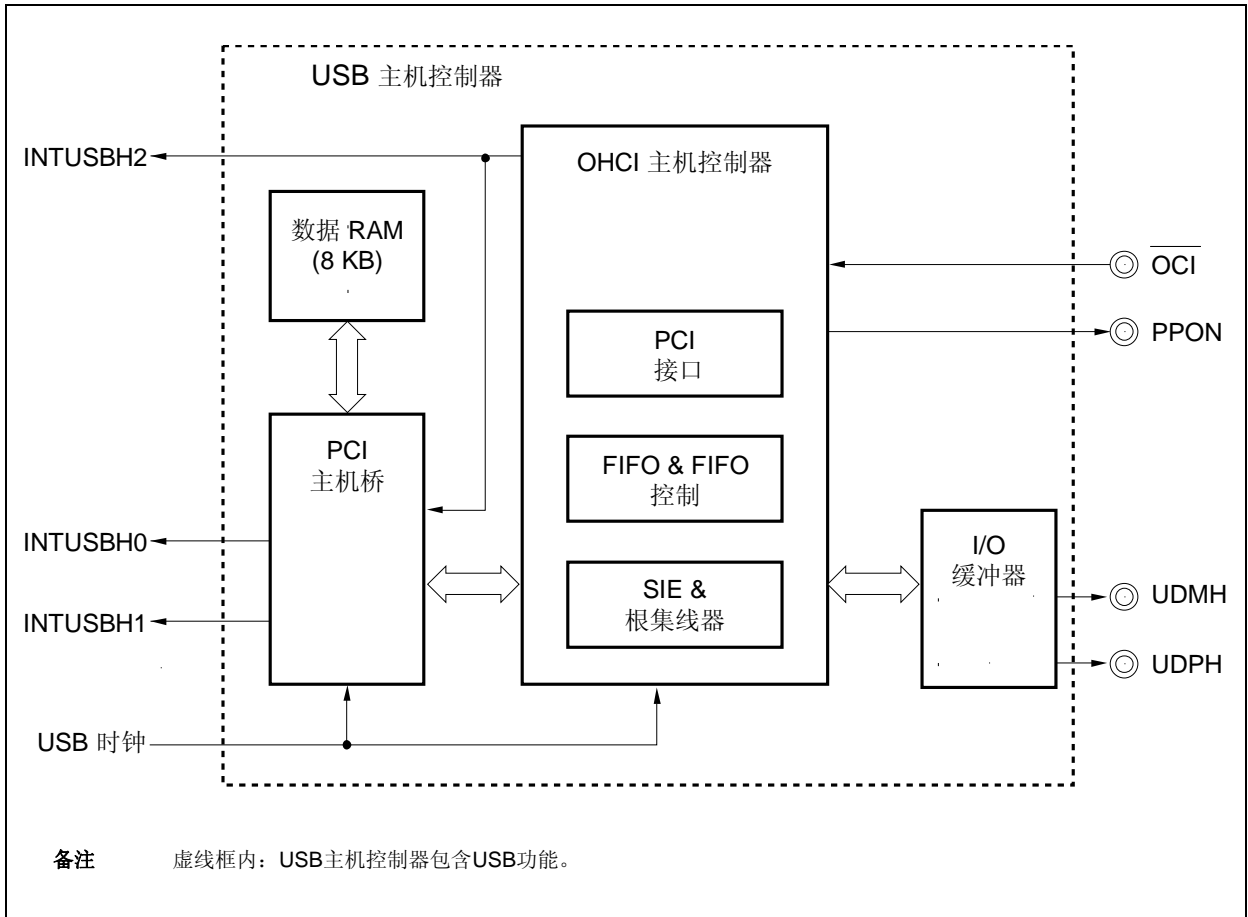 USB 主机控制器
INTUSBH2
OHCI 主机控制器
数据 RAM
(8 KB)
OCI
PPON
PCI
接口
PCI
主机桥
FIFO & FIFO
控制
INTUSBH0
I/O
缓冲器
SIE &
根集线器
UDMH
INTUSBH1
UDPH
USB 时钟
备注 虚线框内：USB主机控制器包含USB功能。